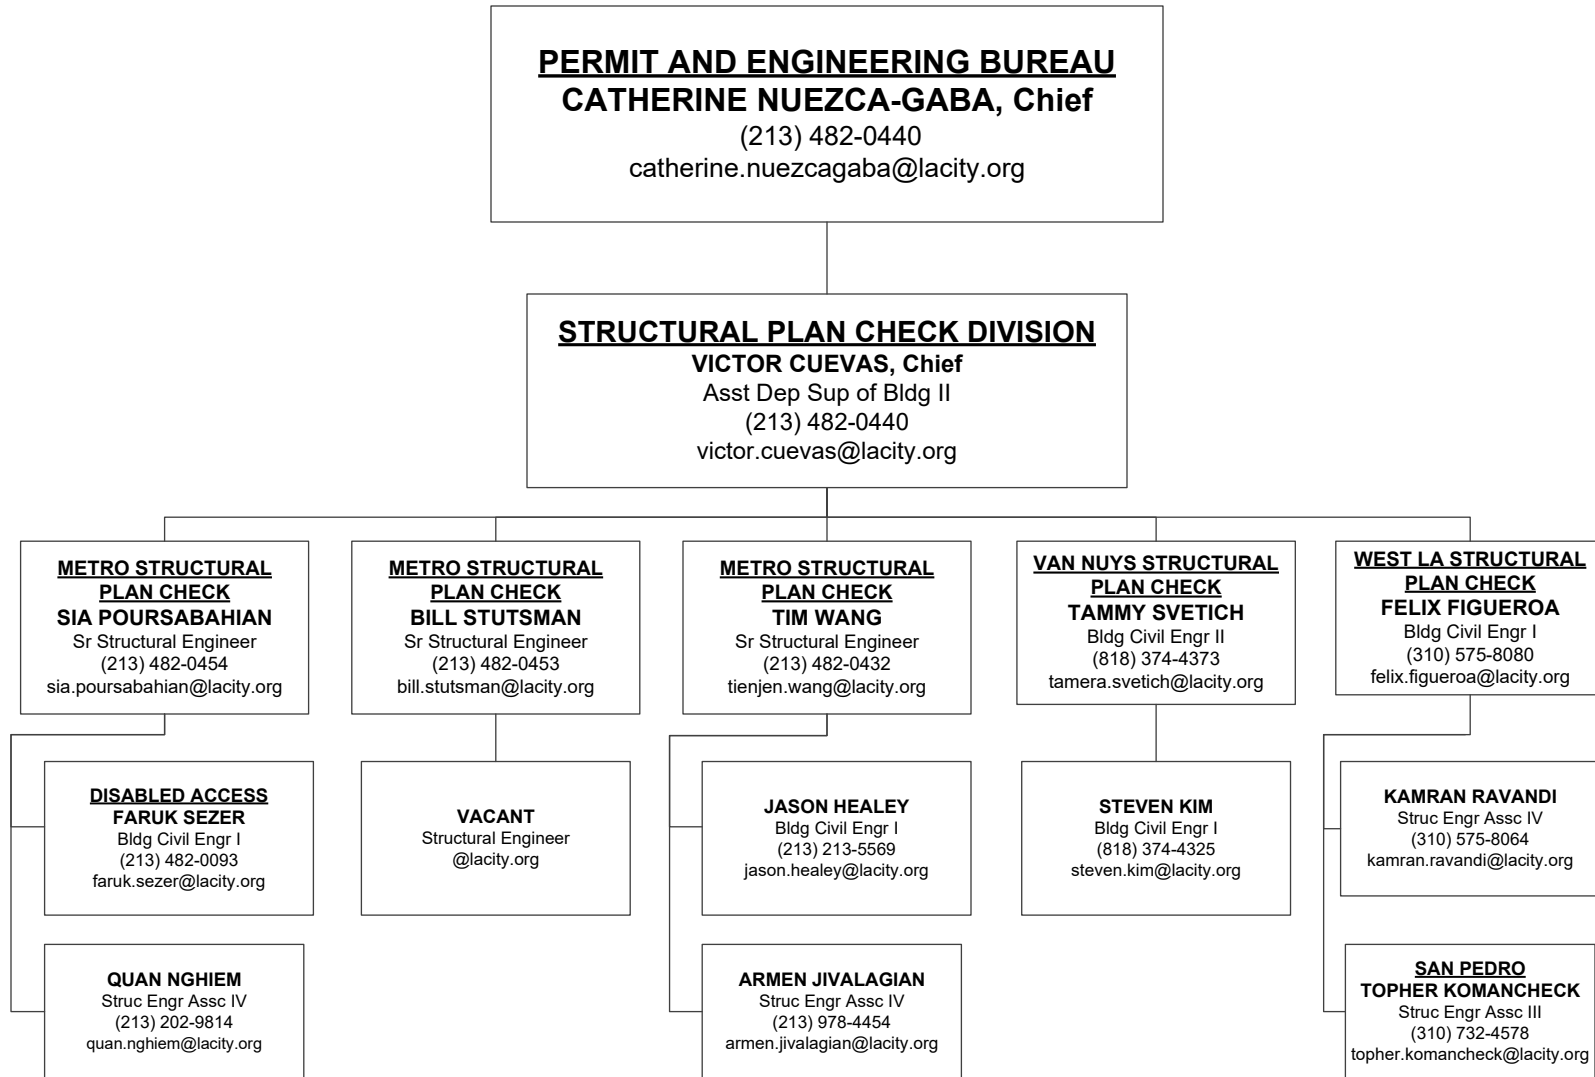 PERMIT AND ENGINEERING BUREAU
CATHERINE NUEZCA-GABA, Chief
(213) 482-0440
catherine.nuezcagaba@lacity.org
STRUCTURAL PLAN CHECK DIVISION
VICTOR CUEVAS, Chief
Asst Dep Sup of Bldg II
(213) 482-0440
victor.cuevas@lacity.org
METRO STRUCTURAL
PLAN CHECK
SIA POURSABAHIAN
Sr Structural Engineer
(213) 482-0454
sia.poursabahian@lacity.org
METRO STRUCTURAL
PLAN CHECK
BILL STUTSMAN
Sr Structural Engineer
(213) 482-0453
bill.stutsman@lacity.org
METRO STRUCTURAL
PLAN CHECK
TIM WANG
Sr Structural Engineer
(213) 482-0432
tienjen.wang@lacity.org
VAN NUYS STRUCTURAL
PLAN CHECK
TAMMY SVETICH
Bldg Civil Engr II
(818) 374-4373
tamera.svetich@lacity.org
WEST LA STRUCTURAL
PLAN CHECK
FELIX FIGUEROA
Bldg Civil Engr I
(310) 575-8080
felix.figueroa@lacity.org
DISABLED ACCESS
FARUK SEZER
Bldg Civil Engr I
(213) 482-0093
faruk.sezer@lacity.org
VACANT
Structural Engineer
@lacity.org
JASON HEALEY
Bldg Civil Engr I
(213) 213-5569
jason.healey@lacity.org
STEVEN KIM
Bldg Civil Engr I
(818) 374-4325
steven.kim@lacity.org
KAMRAN RAVANDI
Struc Engr Assc IV
(310) 575-8064
kamran.ravandi@lacity.org
QUAN NGHIEM
Struc Engr Assc IV
(213) 202-9814
quan.nghiem@lacity.org
ARMEN JIVALAGIAN
Struc Engr Assc IV
(213) 978-4454
armen.jivalagian@lacity.org
SAN PEDRO
TOPHER KOMANCHECK
Struc Engr Assc III
(310) 732-4578
topher.komancheck@lacity.org